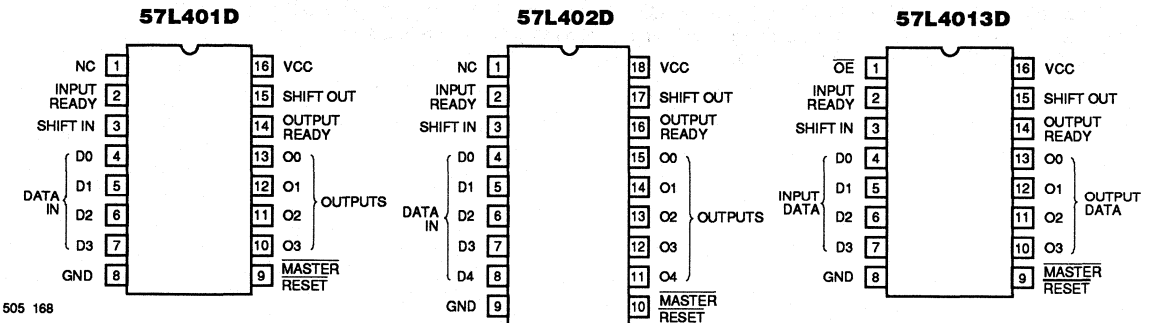 57L401D
NC 1 16 VCC
INPUT READY 2 15 SHIFT OUT
SHIFT IN 3 14 OUTPUT READY
D0 4 13 O0
D1 5 12 O1
D2 6 11 O2
D3 7 10 O3
DATA IN
OUTPUTS
GND 8 9 MASTER RESET
505 168
57L402D
NC 1 18 VCC
INPUT READY 2 17 SHIFT OUT
SHIFT IN 3 16 OUTPUT READY
D0 4 15 O0
D1 5 14 O1
D2 6 13 O2
D3 7 12 O3
D4 8 11 O4
DATA IN
OUTPUTS
GND 9 10 MASTER RESET
57L4013D
OE 1 16 VCC
INPUT READY 2 15 SHIFT OUT
SHIFT IN 3 14 OUTPUT READY
D0 4 13 O0
D1 5 12 O1
D2 6 11 O2
D3 7 10 O3
INPUT DATA
OUTPUT DATA
GND 8 9 MASTER RESET